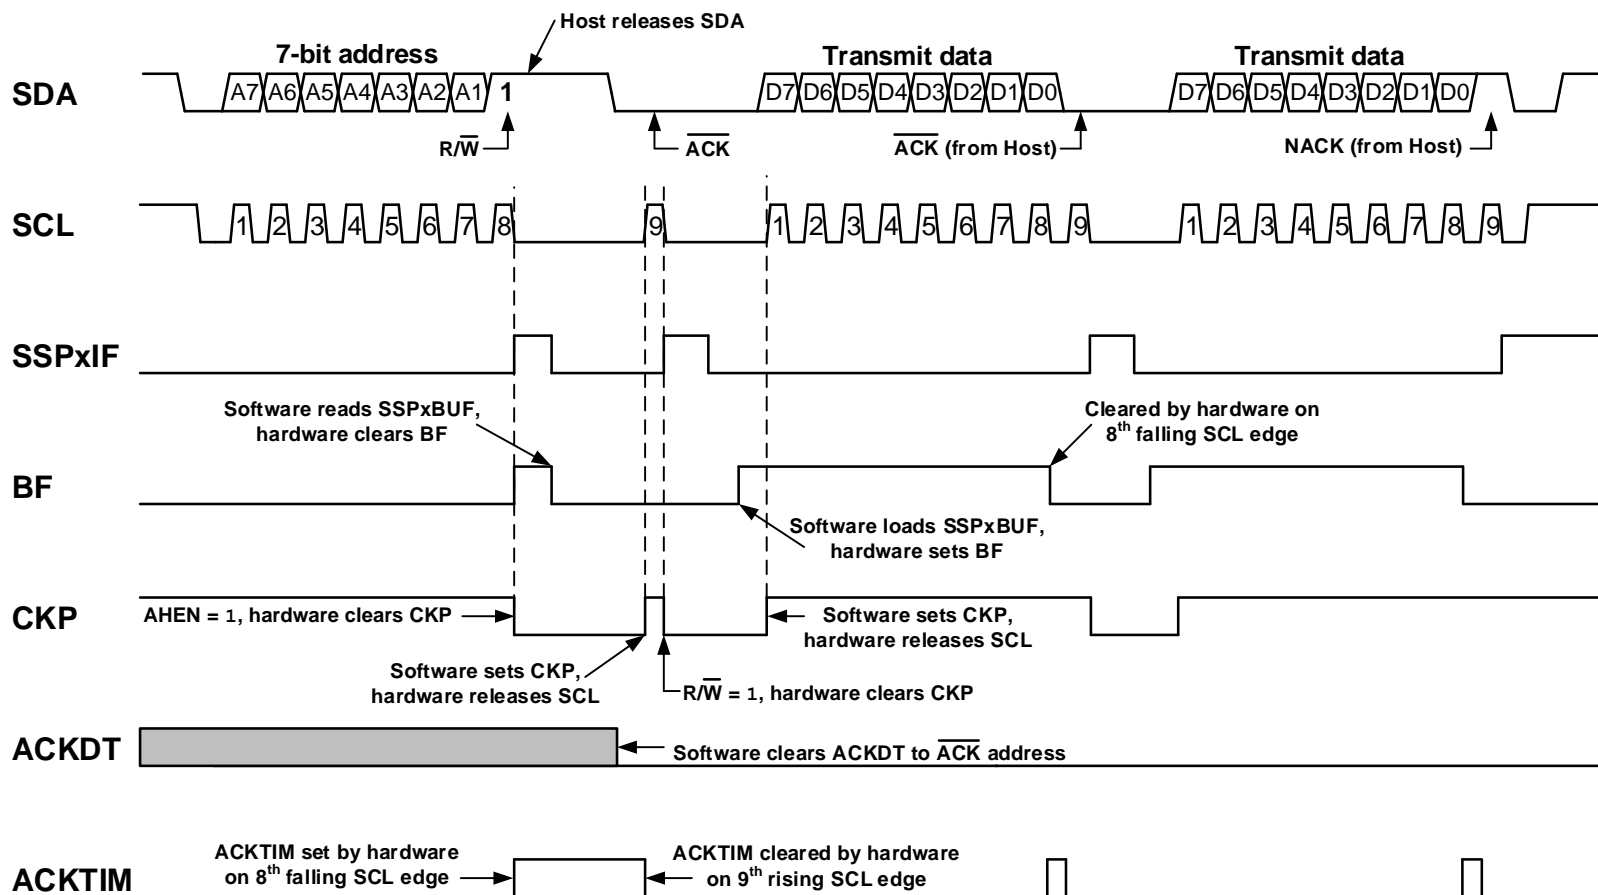 Host releases SDA
7-bit address
Transmit data
Transmit data
SDA
A7 A6 A5 A4 A3 A2 A1 1
D7 D6 D5 D4 D3 D2 D1 D0
D7 D6 D5 D4 D3 D2 D1 D0
R/W̅
A̅C̅K̅
A̅C̅K̅ (from Host)
NACK (from Host)
SCL
1 2 3 4 5 6 7 8 9
1 2 3 4 5 6 7 8 9
1 2 3 4 5 6 7 8 9
SSPxIF
Software reads SSPxBUF,
hardware clears BF
Cleared by hardware on
8th falling SCL edge
BF
Software loads SSPxBUF,
hardware sets BF
CKP
AHEN = 1, hardware clears CKP
Software sets CKP,
hardware releases SCL
Software sets CKP,
hardware releases SCL
R/W̅ = 1, hardware clears CKP
ACKDT
Software clears ACKDT to A̅C̅K̅ address
ACKTIM
ACKTIM set by hardware
on 8th falling SCL edge
ACKTIM cleared by hardware
on 9th rising SCL edge